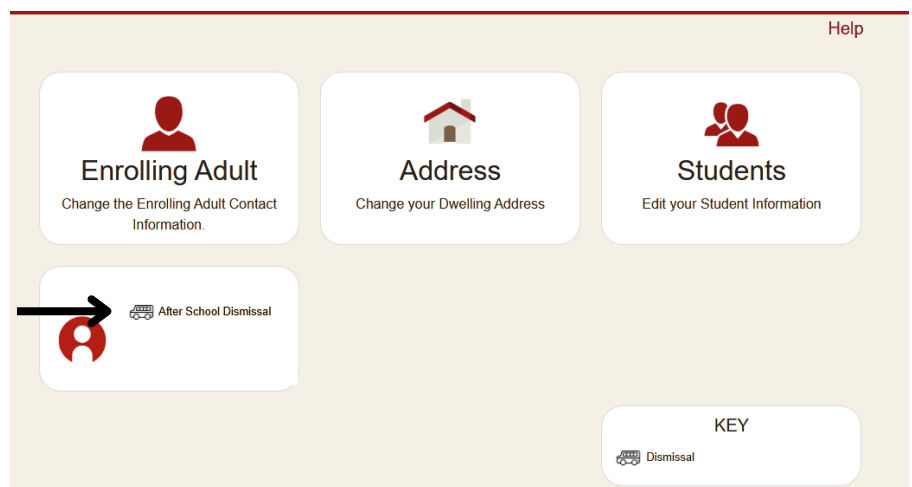 Help
Enrolling Adult
Change the Enrolling Adult Contact
Information.
Address
Change your Dwelling Address
Students
Edit your Student Information
After School Dismissal
KEY
Dismissal